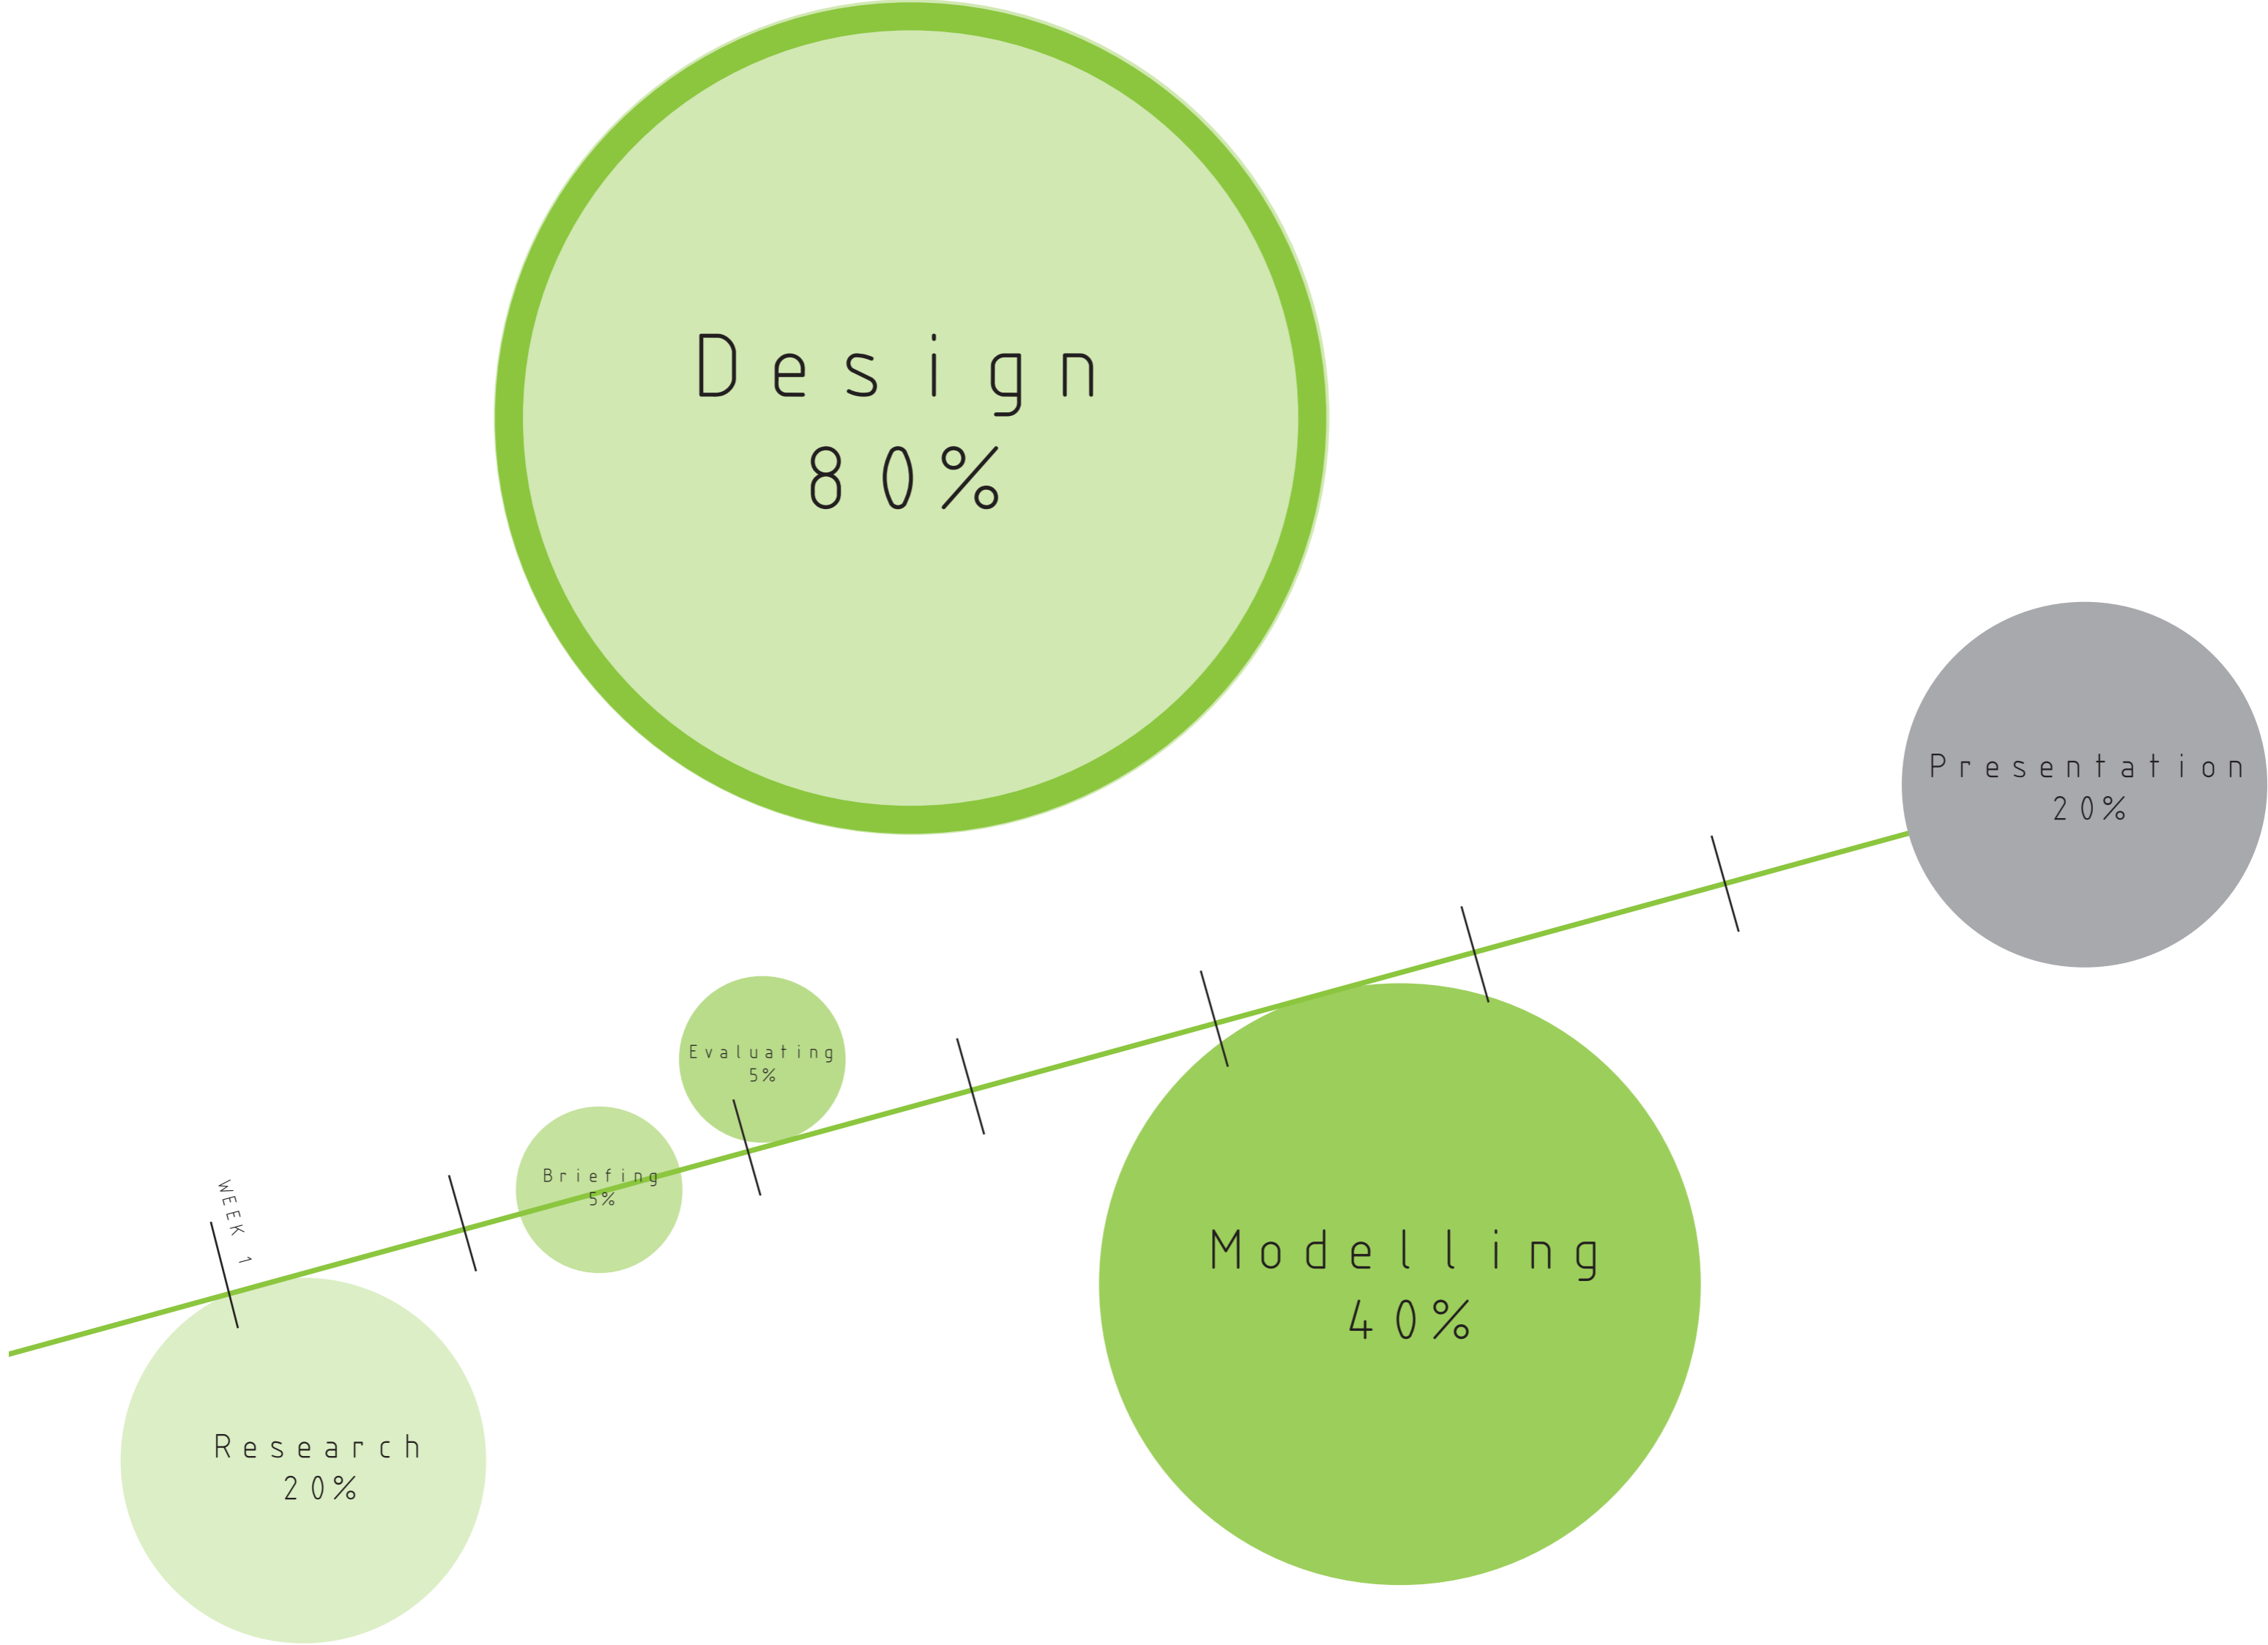 Design
80%
Presentation
20%
Evaluating
5%
Briefing
5%
WEEK 1
Modelling
40%
Research
20%